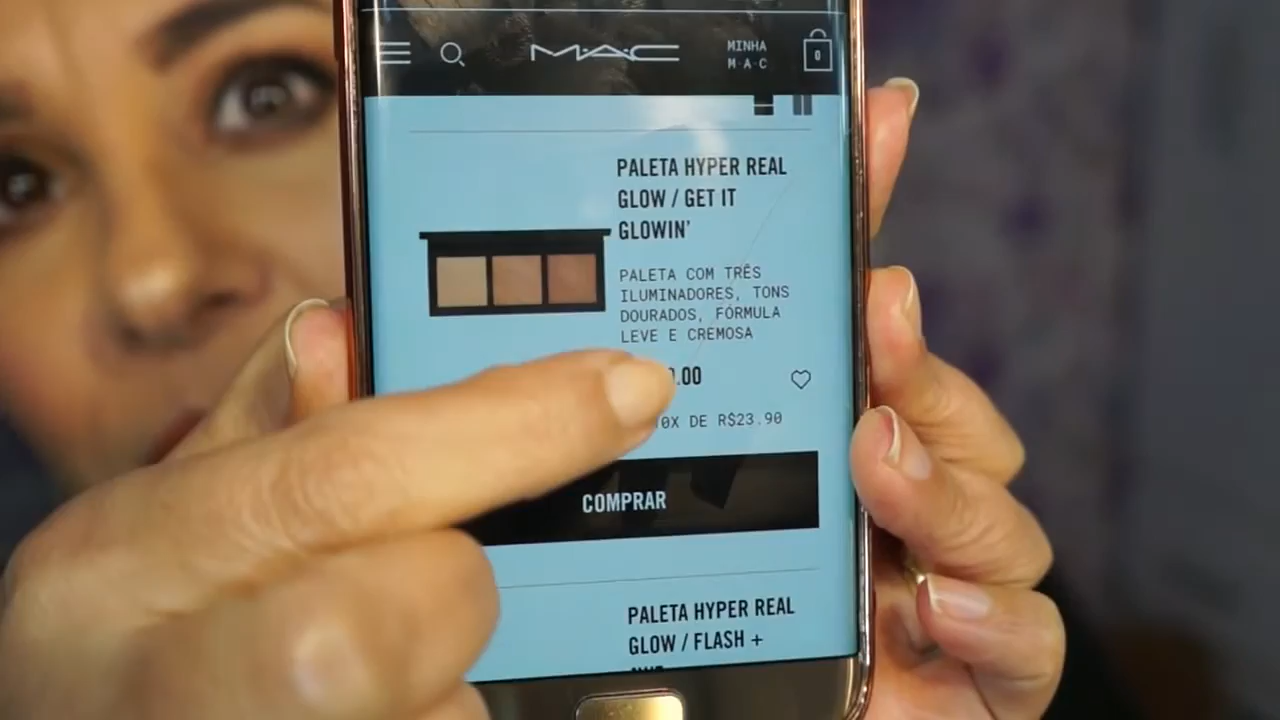 M·A·C
MINHA
M·A·C
0
PALETA HYPER REAL
GLOW / GET IT
GLOWIN'
PALETA COM TRÊS
ILUMINADORES, TONS
DOURADOS, FÓRMULA
LEVE E CREMOSA
.00
0X DE R$23.90
COMPRAR
PALETA HYPER REAL
GLOW / FLASH +